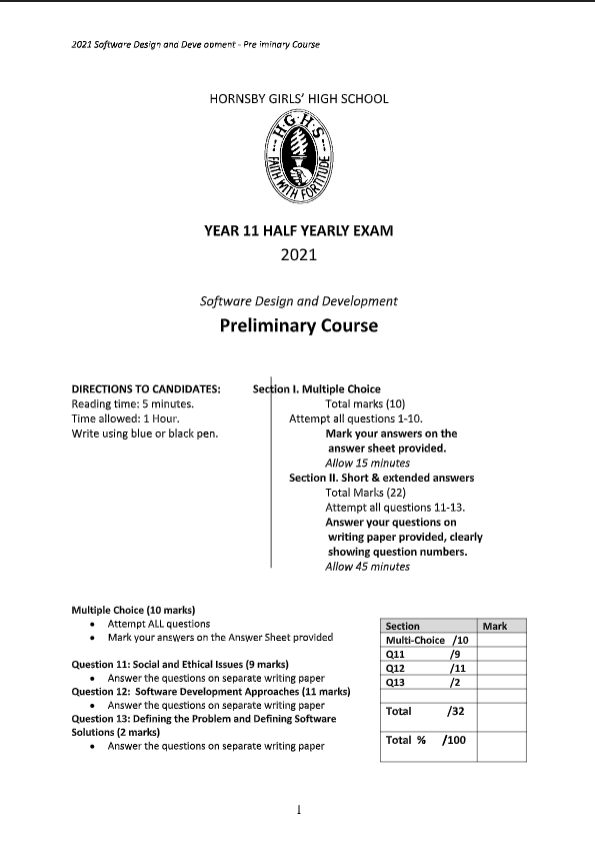 2021 Software Design and Deve opment - Pre iminary Course
HORNSBY GIRLS' HIGH SCHOOL
H·G·H·S
FAITH WITH FORTITUDE
YEAR 11 HALF YEARLY EXAM
2021
Software Design and Development
Preliminary Course
DIRECTIONS TO CANDIDATES:
Reading time: 5 minutes.
Time allowed: 1 Hour.
Write using blue or black pen.
Section I. Multiple Choice
Total marks (10)
Attempt all questions 1-10.
Mark your answers on the
answer sheet provided.
Allow 15 minutes
Section II. Short & extended answers
Total Marks (22)
Attempt all questions 11-13.
Answer your questions on
writing paper provided, clearly
showing question numbers.
Allow 45 minutes
Multiple Choice (10 marks)
• Attempt ALL questions
• Mark your answers on the Answer Sheet provided
Question 11: Social and Ethical Issues (9 marks)
• Answer the questions on separate writing paper
Question 12: Software Development Approaches (11 marks)
• Answer the questions on separate writing paper
Question 13: Defining the Problem and Defining Software
Solutions (2 marks)
• Answer the questions on separate writing paper
Section Mark
Multi-Choice /10
Q11 /9
Q12 /11
Q13 /2
Total /32
Total % /100
1